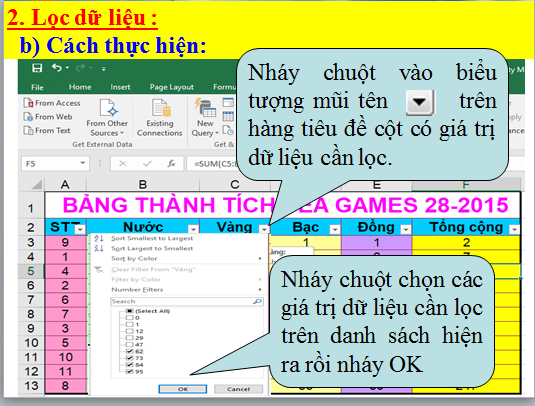 2. Lọc dữ liệu :
b) Cách thực hiện:
Nháy chuột vào biểu
tượng mũi tên trên
hàng tiêu đề cột có giá trị
dữ liệu cần lọc.
File Home Insert Page Layout
From Access
From Web
From Text
From Other
Sources
Existing
Connections
New
Query
Get External Data
Get &
F5
=SUM(C5:
A B C E F
1 BẢNG THÀNH TÍCH GAMES 28-2015
2 ST Nước Vàng Bạc Đồng Tổng cộng
3 9 1 1 2
4 1
5 4
6 2
7 6
8 7
9 3
10 5
11 10
12 11
13 8
Sort Smallest to Largest
Sort Largest to Smallest
Sort by Color
Clear Filter From "Vàng"
Filter by Color
Number Filters
Search
(Select All)
0
1
12
29
47
62
73
84
95
OK Cancel
Nháy chuột chọn các
giá trị dữ liệu cần lọc
trên danh sách hiện
ra rồi nháy OK